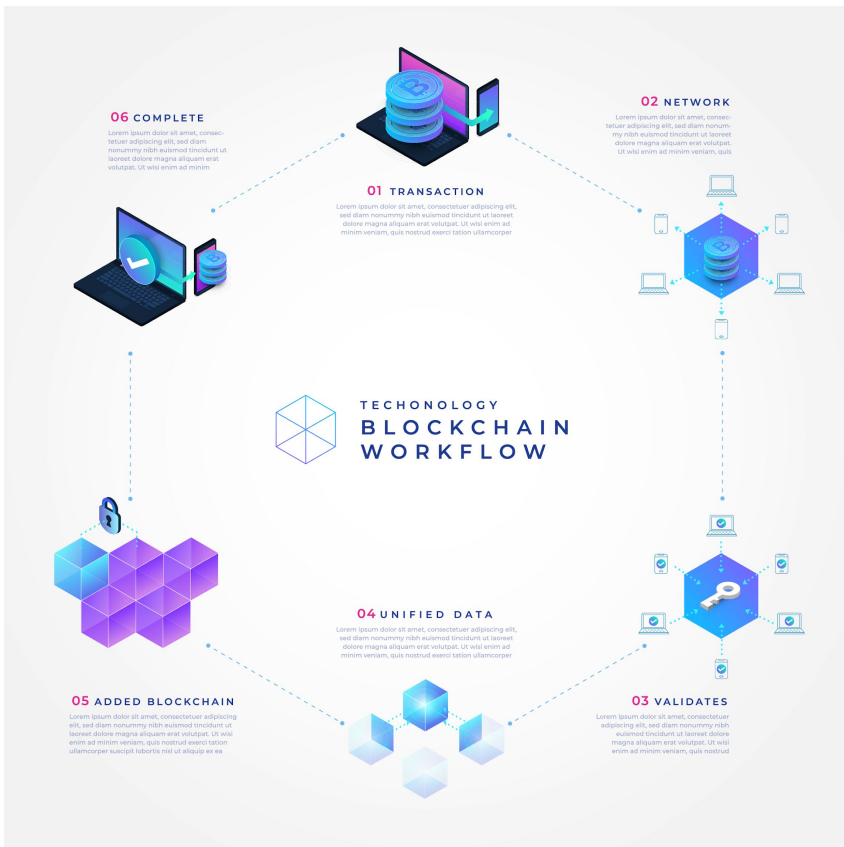 01 TRANSACTION
Lorem ipsum dolor sit amet, consectetuer adipiscing elit,
sed diam nonummy nibh euismod tincidunt ut laoreet
dolore magna aliquam erat volutpat. Ut wisi enim ad
minim veniam, quis nostrud exerci tation ullamcorper
02 NETWORK
Lorem ipsum dolor sit amet, consec-
tetuer adipiscing elit, sed diam nonum-
my nibh euismod tincidunt ut laoreet
dolore magna aliquam erat volutpat.
Ut wisi enim ad minim veniam, quis
03 VALIDATES
Lorem ipsum dolor sit amet, consectetuer
adipiscing elit, sed diam nonummy nibh
euismod tincidunt ut laoreet dolore
magna aliquam erat volutpat. Ut wisi
enim ad minim veniam, quis nostrud
04 UNIFIED DATA
Lorem ipsum dolor sit amet, consectetuer adipiscing elit,
sed diam nonummy nibh euismod tincidunt ut laoreet
dolore magna aliquam erat volutpat. Ut wisi enim ad
minim veniam, quis nostrud exerci tation ullamcorper
05 ADDED BLOCKCHAIN
Lorem ipsum dolor sit amet, consectetuer adipiscing
elit, sed diam nonummy nibh euismod tincidunt ut
laoreet dolore magna aliquam erat volutpat. Ut wisi
enim ad minim veniam, quis nostrud exerci tation
ullamcorper suscipit lobortis nisl ut aliquip ex ea
06 COMPLETE
Lorem ipsum dolor sit amet, consec-
tetuer adipiscing elit, sed diam
nonummy nibh euismod tincidunt ut
laoreet dolore magna aliquam erat
volutpat. Ut wisi enim ad minim
TECHONOLOGY
BLOCKCHAIN
WORKFLOW